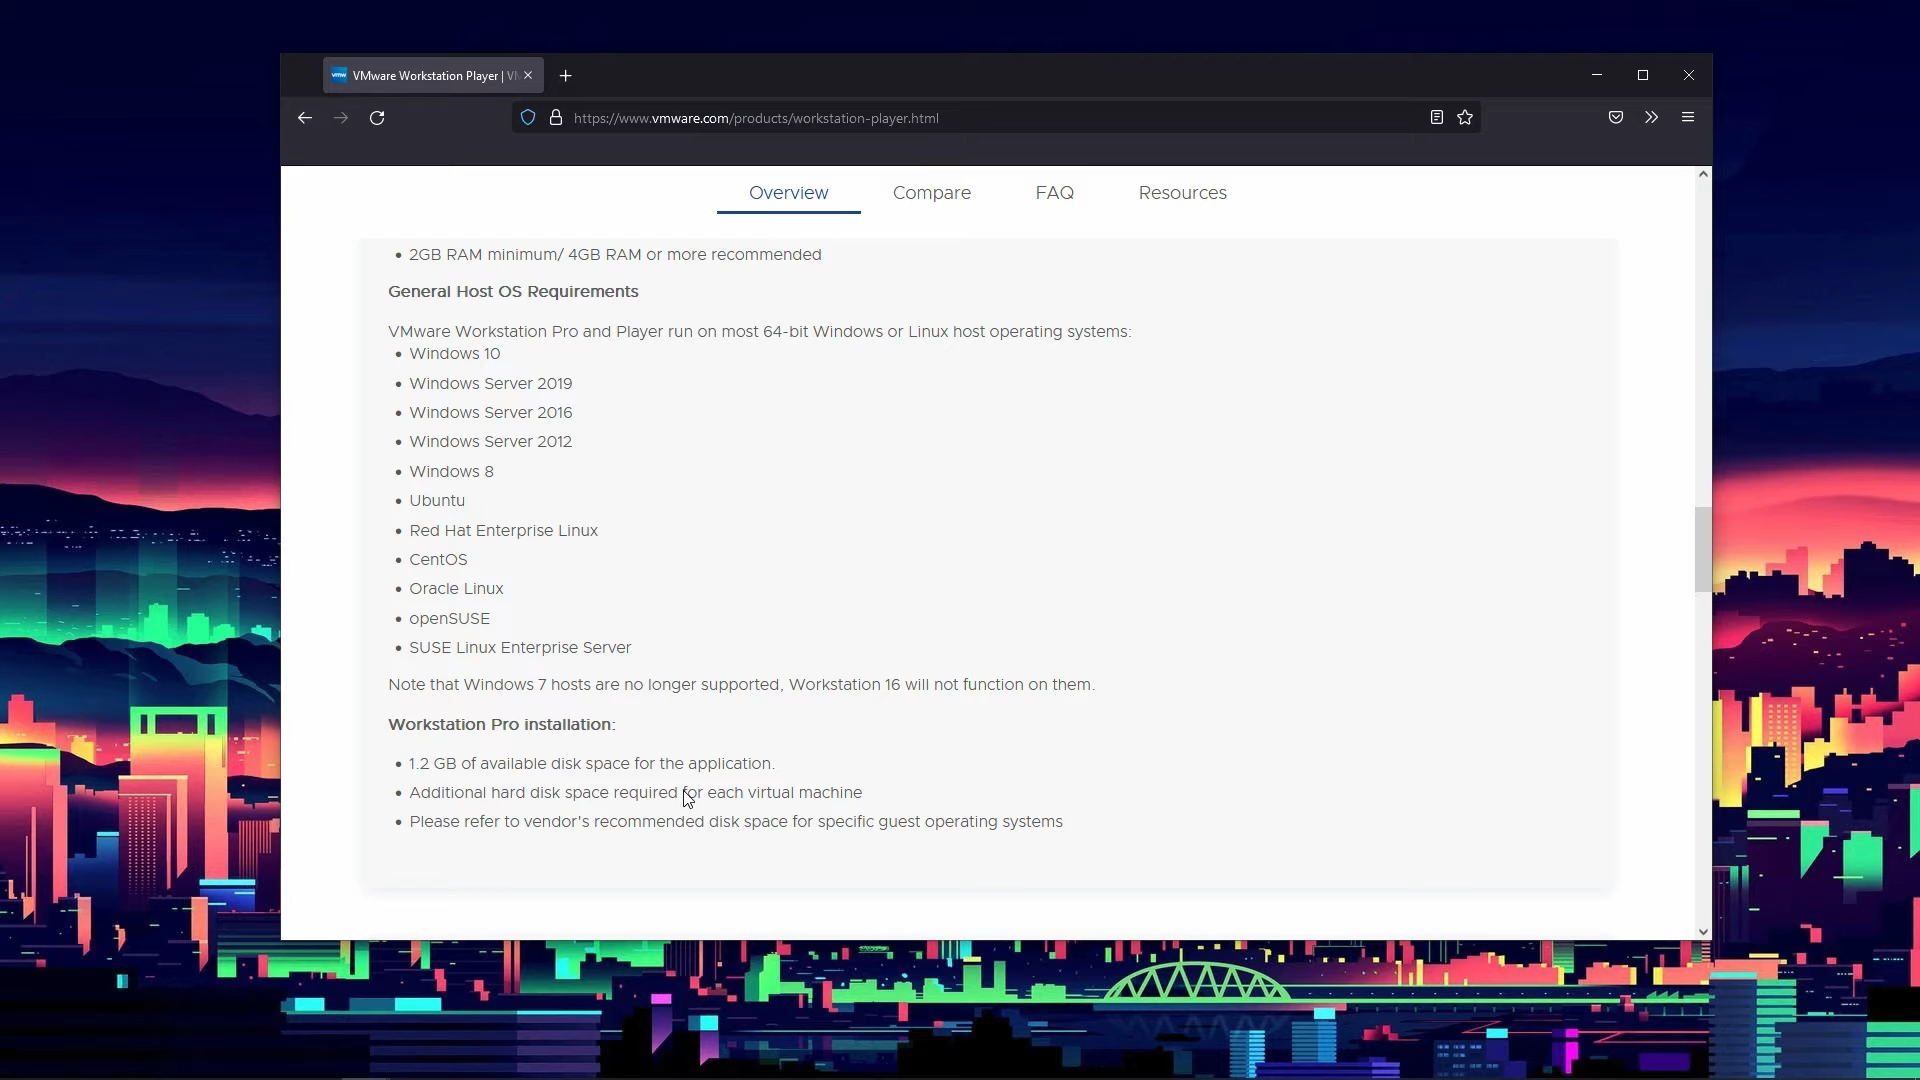 vmw VMware Workstation Player | VM
https://www.vmware.com/products/workstation-player.html
Overview Compare FAQ Resources
• 2GB RAM minimum/ 4GB RAM or more recommended
General Host OS Requirements
VMware Workstation Pro and Player run on most 64-bit Windows or Linux host operating systems:
• Windows 10
• Windows Server 2019
• Windows Server 2016
• Windows Server 2012
• Windows 8
• Ubuntu
• Red Hat Enterprise Linux
• CentOS
• Oracle Linux
• openSUSE
• SUSE Linux Enterprise Server
Note that Windows 7 hosts are no longer supported, Workstation 16 will not function on them.
Workstation Pro installation:
• 1.2 GB of available disk space for the application.
• Additional hard disk space required for each virtual machine
• Please refer to vendor's recommended disk space for specific guest operating systems